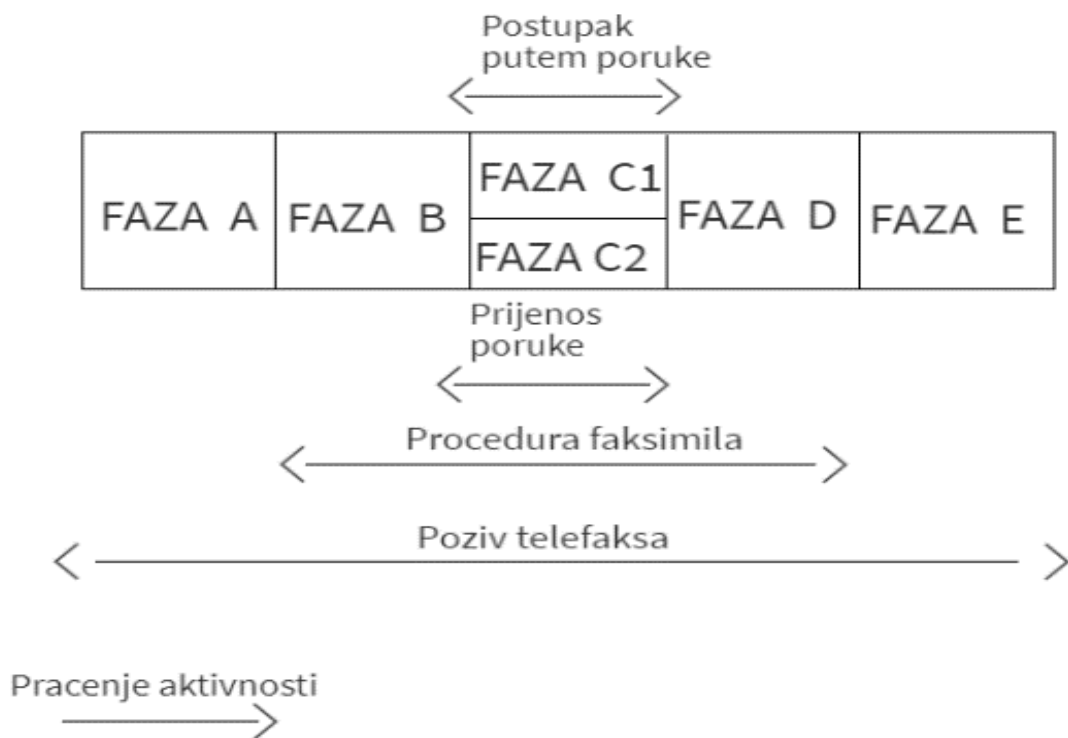 Postupak
putem poruke
FAZA A
FAZA B
FAZA C1
FAZA C2
FAZA D
FAZA E
Prijenos
poruke
Procedura faksimila
Poziv telefaksa
Pracenje aktivnosti